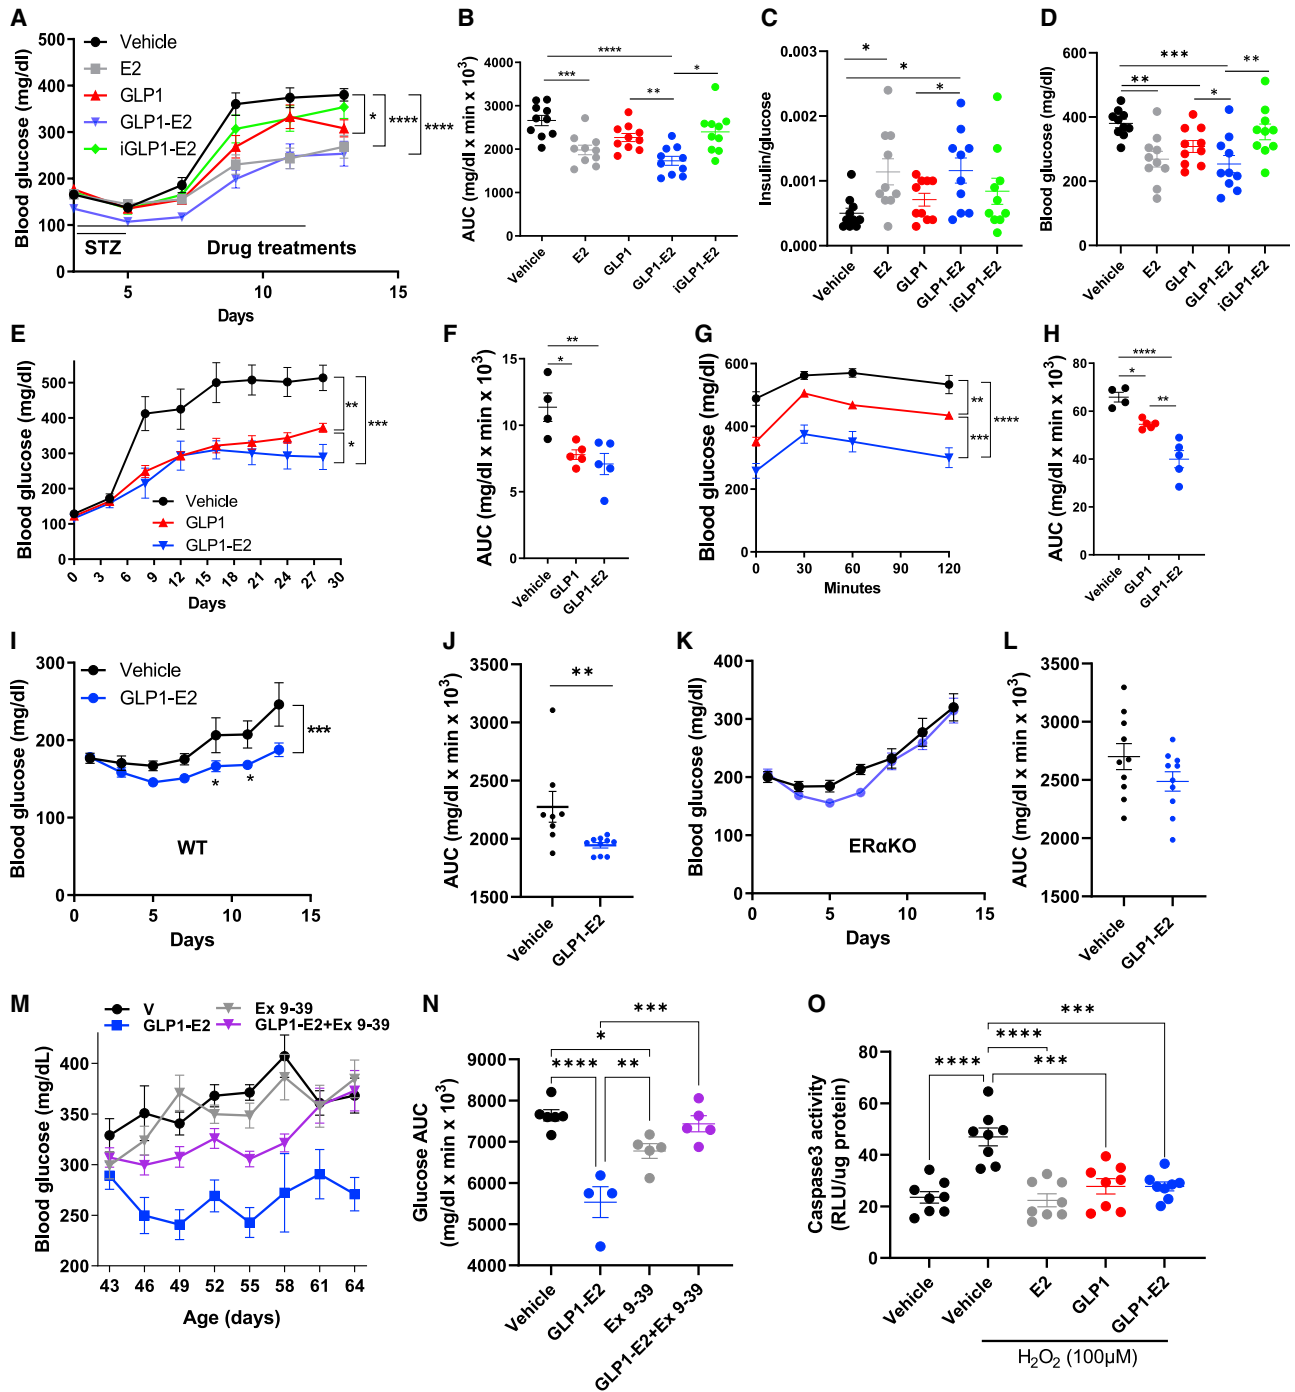 A
Blood glucose (mg/dl)
500
400
300
200
100
0
Vehicle
E2
GLP1
GLP1-E2
iGLP1-E2
*
****
****
STZ
Drug treatments
5
10
15
Days
B
AUC (mg/dl x min x 10³)
4000
3000
2000
1000
0
****
***
**
*
Vehicle
E2
GLP1
GLP1-E2
iGLP1-E2
C
Insulin/glucose
0.003
0.002
0.001
0.000
*
*
*
Vehicle
E2
GLP1
GLP1-E2
iGLP1-E2
D
Blood glucose (mg/dl)
600
400
200
0
***
**
**
*
Vehicle
E2
GLP1
GLP1-E2
iGLP1-E2
E
Blood glucose (mg/dl)
500
400
300
200
100
0
**
***
*
Vehicle
GLP1
GLP1-E2
0
3
6
9
12
15
18
21
24
27
30
Days
F
AUC (mg/dl x min x 10³)
15
10
5
0
**
*
Vehicle
GLP1
GLP1-E2
G
Blood glucose (mg/dl)
600
400
200
0
**
***
****
0
30
60
90
120
Minutes
H
AUC (mg/dl x min x 10³)
80
60
40
20
0
****
*
**
Vehicle
GLP1
GLP1-E2
I
Blood glucose (mg/dl)
300
200
100
0
Vehicle
GLP1-E2
***
*
*
WT
0
5
10
15
Days
J
AUC (mg/dl x min x 10³)
3500
3000
2500
2000
1500
**
Vehicle
GLP1-E2
K
Blood glucose (mg/dl)
400
300
200
100
0
ERαKO
0
5
10
15
Days
L
AUC (mg/dl x min x 10³)
3500
3000
2500
2000
1500
Vehicle
GLP1-E2
M
V
GLP1-E2
Ex 9-39
GLP1-E2+Ex 9-39
Blood glucose (mg/dL)
400
350
300
250
200
43
46
49
52
55
58
61
64
Age (days)
N
Glucose AUC
(mg/dl x min x 10³)
9000
8000
7000
6000
5000
4000
***
*
****
**
Vehicle
GLP1-E2
Ex 9-39
GLP1-E2+Ex 9-39
O
Caspase3 activity
(RLU/ug protein)
80
60
40
20
0
***
****
****
***
Vehicle
Vehicle
E2
GLP1
GLP1-E2
H₂O₂ (100µM)